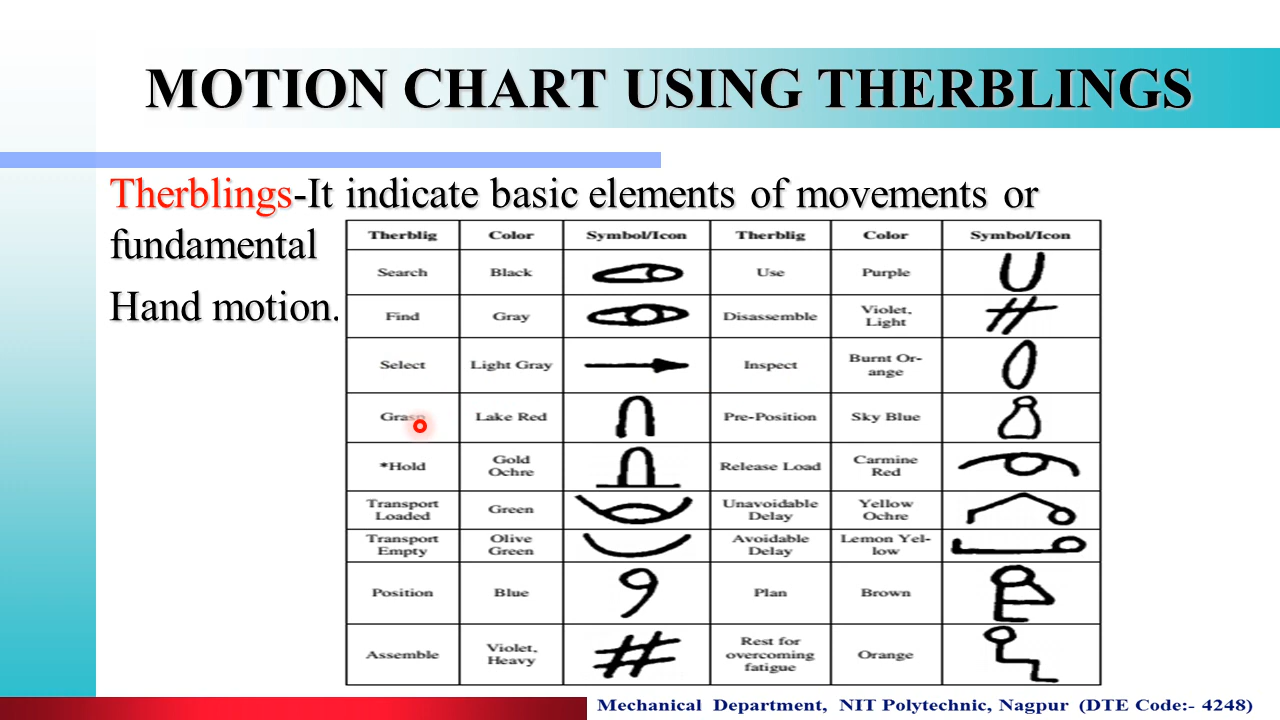 MOTION CHART USING THERBLINGS
Therblings-It indicate basic elements of movements or
fundamental
Hand motion.
Therblig Color Symbol/Icon Therblig Color Symbol/Icon
Search Black Use Purple
Find Gray Disassemble Violet, Light
Select Light Gray Inspect Burnt Or-ange
Grasp Lake Red Pre-Position Sky Blue
*Hold Gold Ochre Release Load Carmine Red
Transport Loaded Green Unavoidable Delay Yellow Ochre
Transport Empty Olive Green Avoidable Delay Lemon Yel-low
Position Blue Plan Brown
Assemble Violet, Heavy Rest for overcoming fatigue Orange
Mechanical Department, NIT Polytechnic, Nagpur (DTE Code:- 4248)